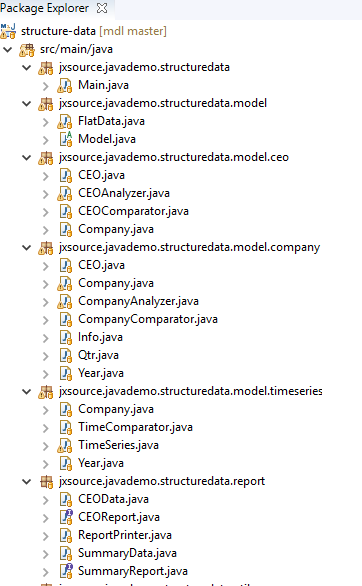 Package Explorer
structure-data [mdl master]
src/main/java
jxsource.javademo.structuredata
Main.java
jxsource.javademo.structuredata.model
FlatData.java
Model.java
jxsource.javademo.structuredata.model.ceo
CEO.java
CEOAnalyzer.java
CEOComparator.java
Company.java
jxsource.javademo.structuredata.model.company
CEO.java
Company.java
CompanyAnalyzer.java
CompanyComparator.java
Info.java
Qtr.java
Year.java
jxsource.javademo.structuredata.model.timeseries
Company.java
TimeComparator.java
TimeSeries.java
Year.java
jxsource.javademo.structuredata.report
CEOData.java
CEOReport.java
ReportPrinter.java
SummaryData.java
SummaryReport.java